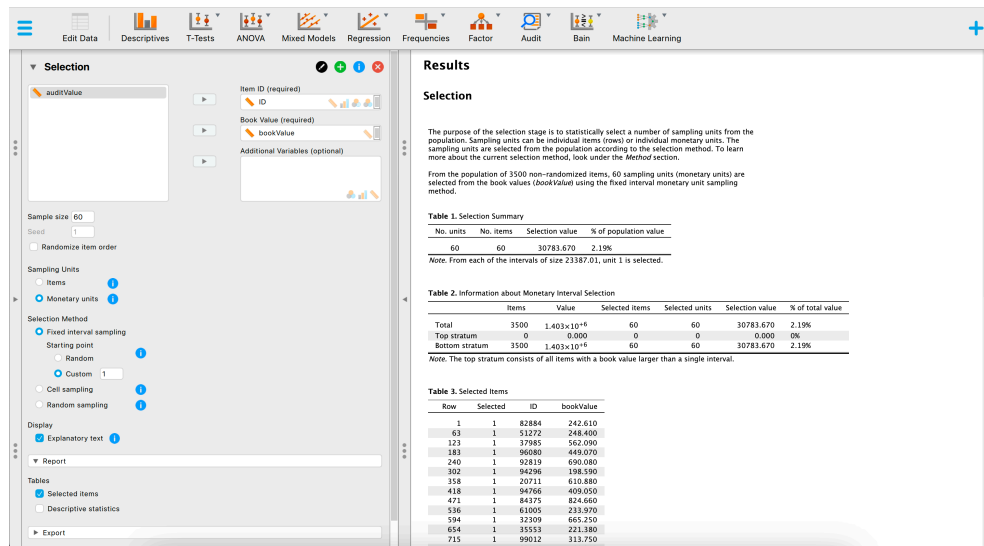 Edit Data Descriptives T-Tests ANOVA Mixed Models Regression Frequencies Factor Audit Bain Machine Learning
Selection
auditValue
Item ID (required)
ID
Book Value (required)
bookValue
Additional Variables (optional)
Sample size 60
Seed 1
Randomize item order
Sampling Units
Items
Monetary units
Selection Method
Fixed interval sampling
Starting point
Random
Custom 1
Cell sampling
Random sampling
Display
Explanatory text
Report
Tables
Selected items
Descriptive statistics
Export
Results
Selection
The purpose of the selection stage is to statistically select a number of sampling units from the
population. Sampling units can be individual items (rows) or individual monetary units. The
sampling units are selected from the population according to the selection method. To learn
more about the current selection method, look under the Method section.
From the population of 3500 non-randomized items, 60 sampling units (monetary units) are
selected from the book values (bookValue) using the fixed interval monetary unit sampling
method.
Table 1. Selection Summary
No. units No. items Selection value % of population value
60 60 30783.670 2.19%
Note. From each of the intervals of size 23387.01, unit 1 is selected.
Table 2. Information about Monetary Interval Selection
Items Value Selected items Selected units Selection value % of total value
Total 3500 1.403×10+6 60 60 30783.670 2.19%
Top stratum 0 0.000 0 0 0.000 0%
Bottom stratum 3500 1.403×10+6 60 60 30783.670 2.19%
Note. The top stratum consists of all items with a book value larger than a single interval.
Table 3. Selected Items
Row Selected ID bookValue
1 1 82884 242.610
63 1 51272 248.400
123 1 37985 562.090
183 1 96080 449.070
240 1 92819 690.080
302 1 94296 198.590
358 1 20711 610.880
418 1 94766 409.050
471 1 84375 824.660
536 1 61005 233.970
594 1 32309 665.250
654 1 35553 221.380
715 1 99012 313.750